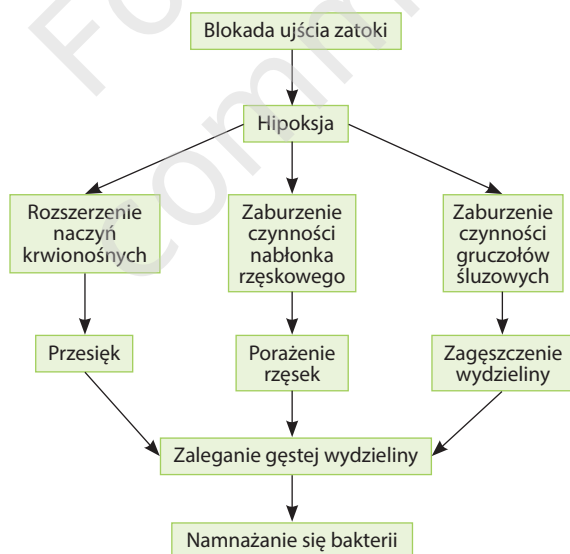 Blokada ujścia zatoki
Hipoksja
Rozszerzenie
naczyń
krwionośnych
Zaburzenie
czynności
nabłonka
rzęskowego
Zaburzenie
czynności
gruczołów
śluzowych
Przesięk
Porażenie
rzęsek
Zagęszczenie
wydzieliny
Zaleganie gęstej wydzieliny
Namnażanie się bakterii